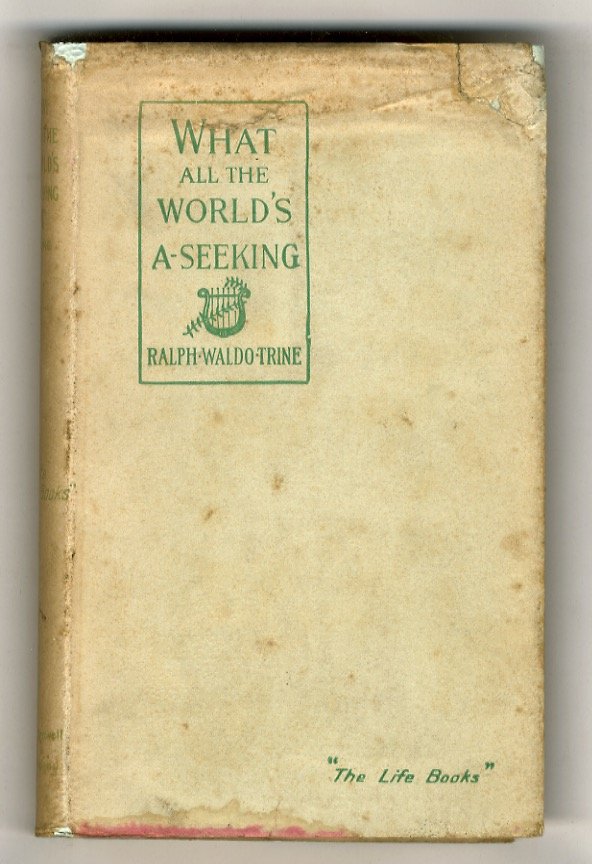 WHAT
ALL THE
WORLD'S
A-SEEKING
RALPH·WALDO·TRINE
"The Life Books"